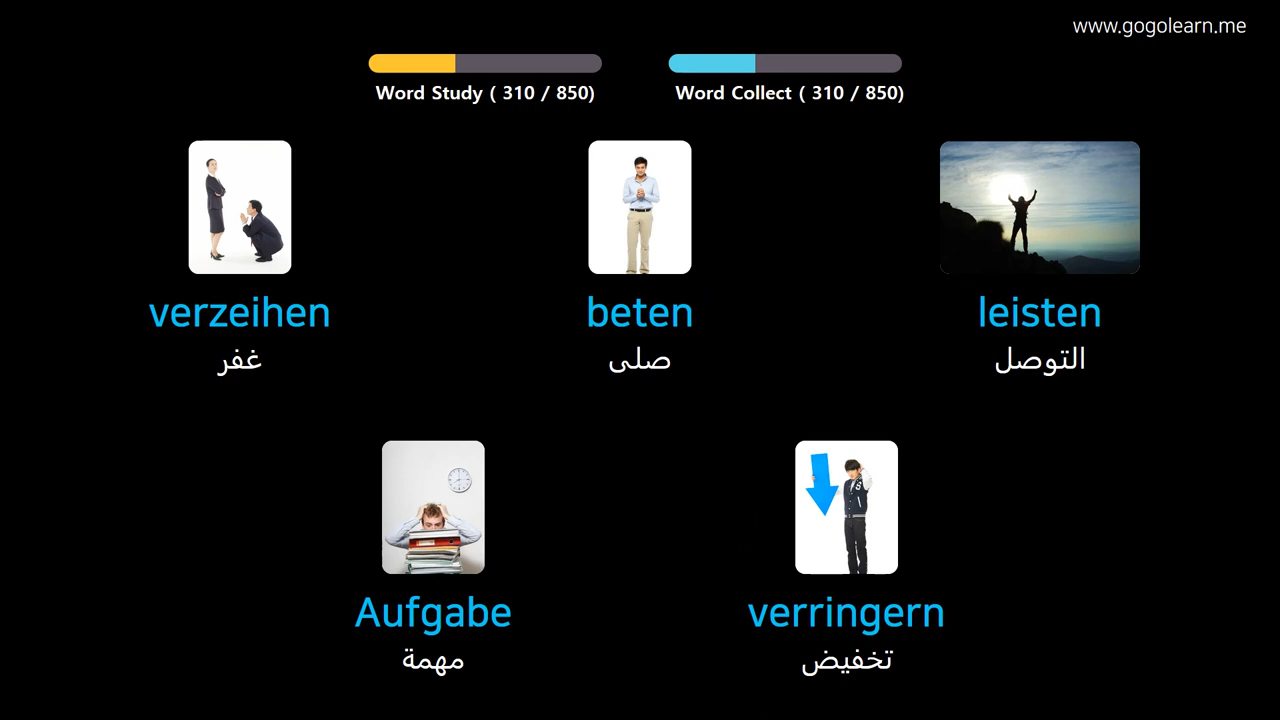 www.gogolearn.me
Word Study ( 310 / 850)
Word Collect ( 310 / 850)
verzeihen
غفر
beten
صلى
leisten
التوصل
Aufgabe
مهمة
verringern
تخفيض